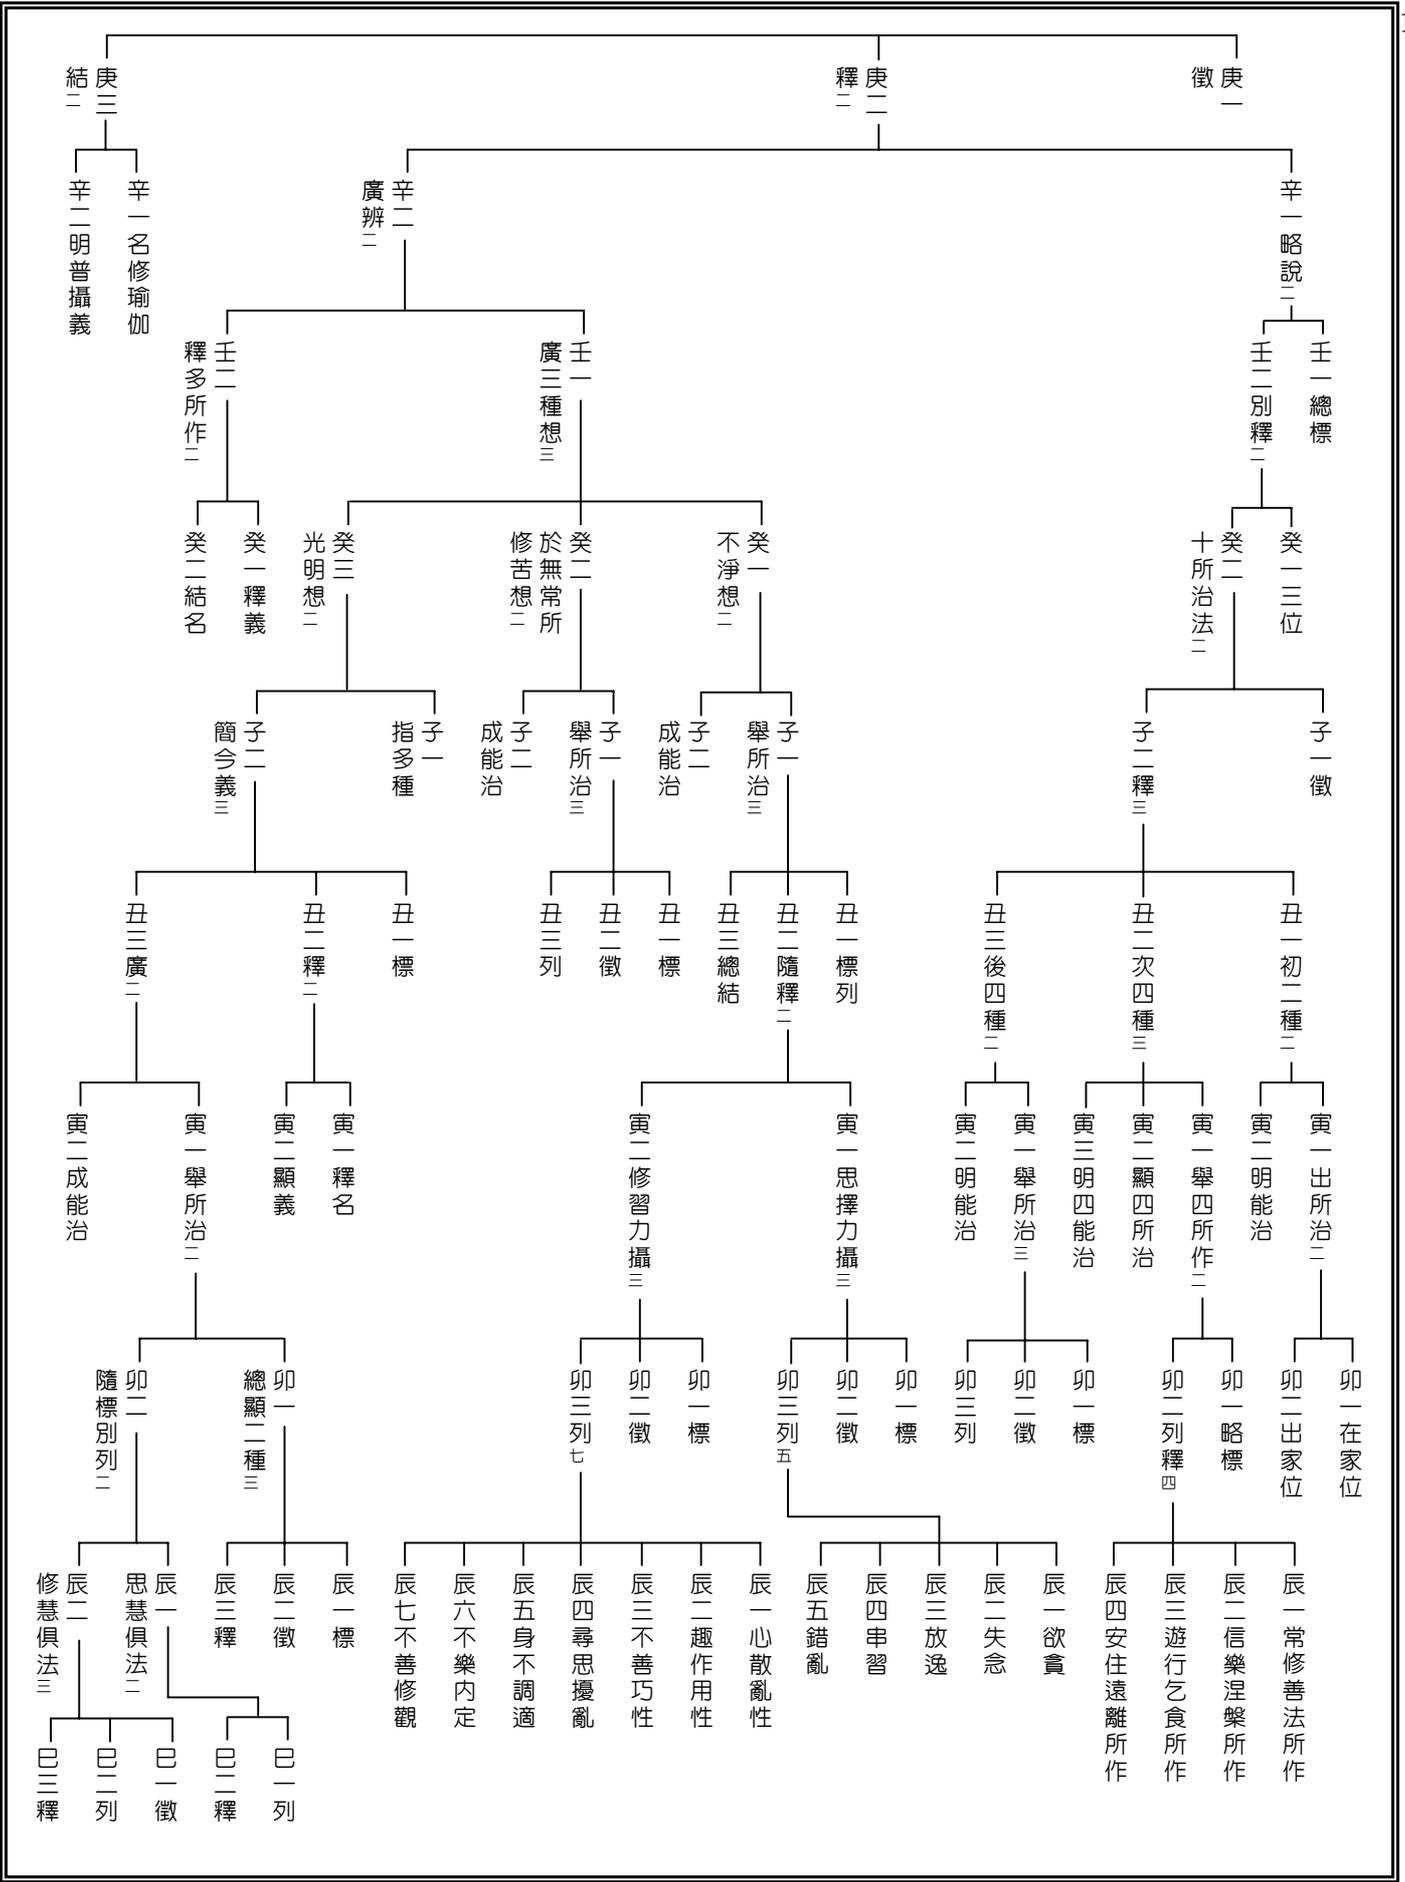 庚一
徵
庚二
釋二
庚三
結二
辛一略說二
辛二
廣辨二
辛一名修瑜伽
辛二明普攝義
壬一總標
壬二別釋二
壬一
廣三種想三
壬二
釋多所作二
癸一三位
癸二
十所治法二
癸一
不淨想二
癸二
於無常所
修苦想二
癸三
光明想二
癸一釋義
癸二結名
子一徵
子二釋三
子一
舉所治三
子二
成能治
子一
舉所治三
子二
成能治
子一
指多種
子二
簡今義三
丑一初二種二
丑二次四種三
丑三後四種二
丑一標列
丑二隨釋二
丑三總結
丑一標
丑二徵
丑三列
丑一標
丑二釋二
丑三廣二
寅一出所治二
寅二明能治
寅一舉四所作二
寅二顯四所治
寅三明四能治
寅一舉所治三
寅二明能治
寅一思擇力攝三
寅二修習力攝三
寅一釋名
寅二顯義
寅一舉所治二
寅二成能治
卯一在家位
卯二出家位
卯一略標
卯二列釋四
卯一標
卯二徵
卯三列
卯一標
卯二徵
卯三列五
卯一標
卯二徵
卯三列七
卯一
總顯二種三
卯二
隨標別列二
辰一常修善法所作
辰二信樂涅槃所作
辰三遊行乞食所作
辰四安住遠離所作
辰一欲貪
辰二失念
辰三放逸
辰四串習
辰五錯亂
辰一心散亂性
辰二趣作用性
辰三不善巧性
辰四尋思擾亂
辰五身不調適
辰六不樂內定
辰七不善修觀
辰一標
辰二徵
辰三釋
辰一
思慧俱法二
辰二
修慧俱法三
巳一列
巳二釋
巳一徵
巳二列
巳三釋